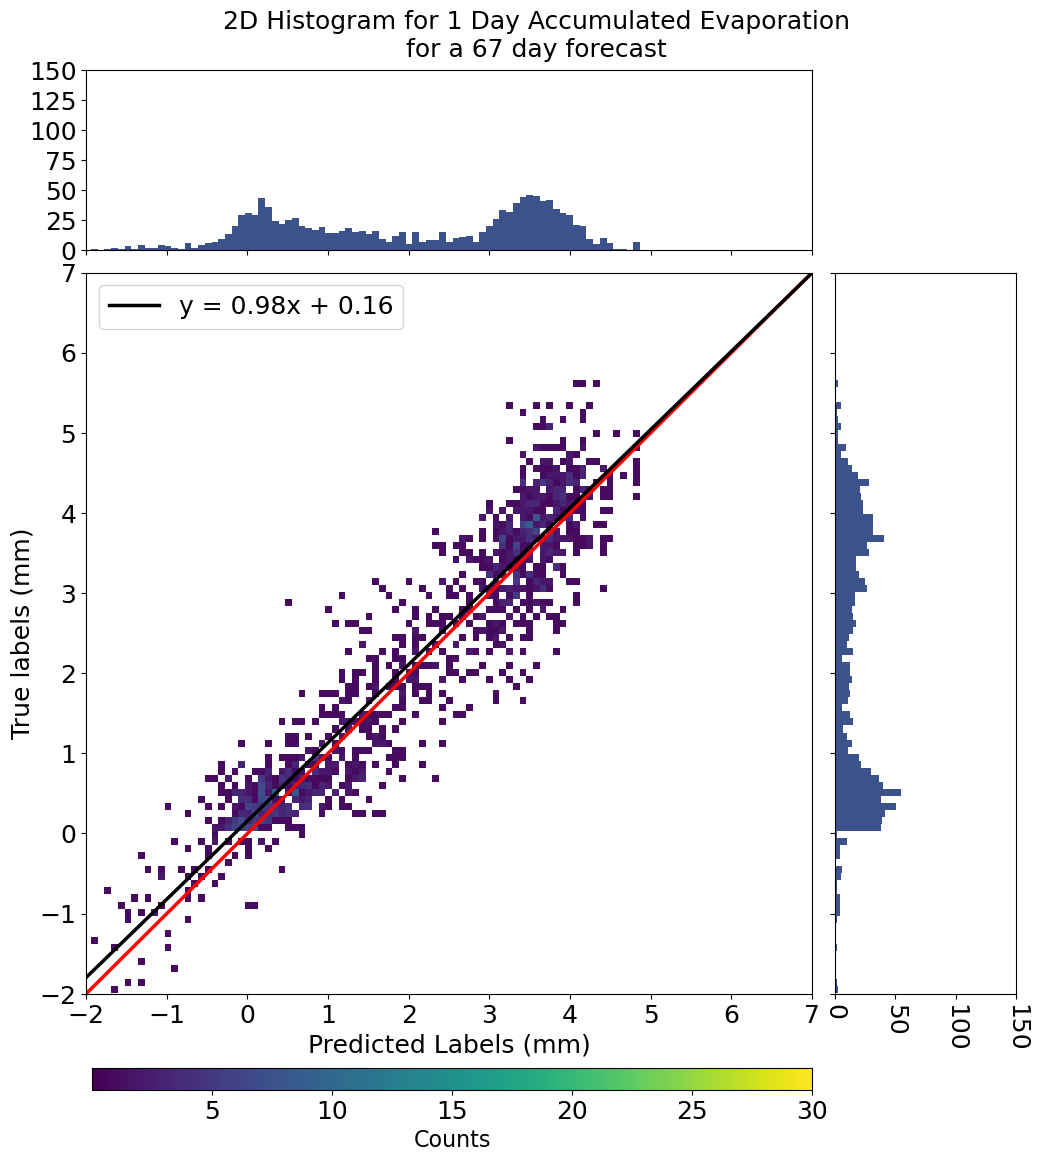 2D Histogram for 1 Day Accumulated Evaporation
for a 67 day forecast
150
125
100
75
50
25
0
7
6
5
4
3
2
1
0
−1
−2
True labels (mm)
y = 0.98x + 0.16
−2 −1 0 1 2 3 4 5 6 7
Predicted Labels (mm)
0 50 100 150
5 10 15 20 25 30
Counts